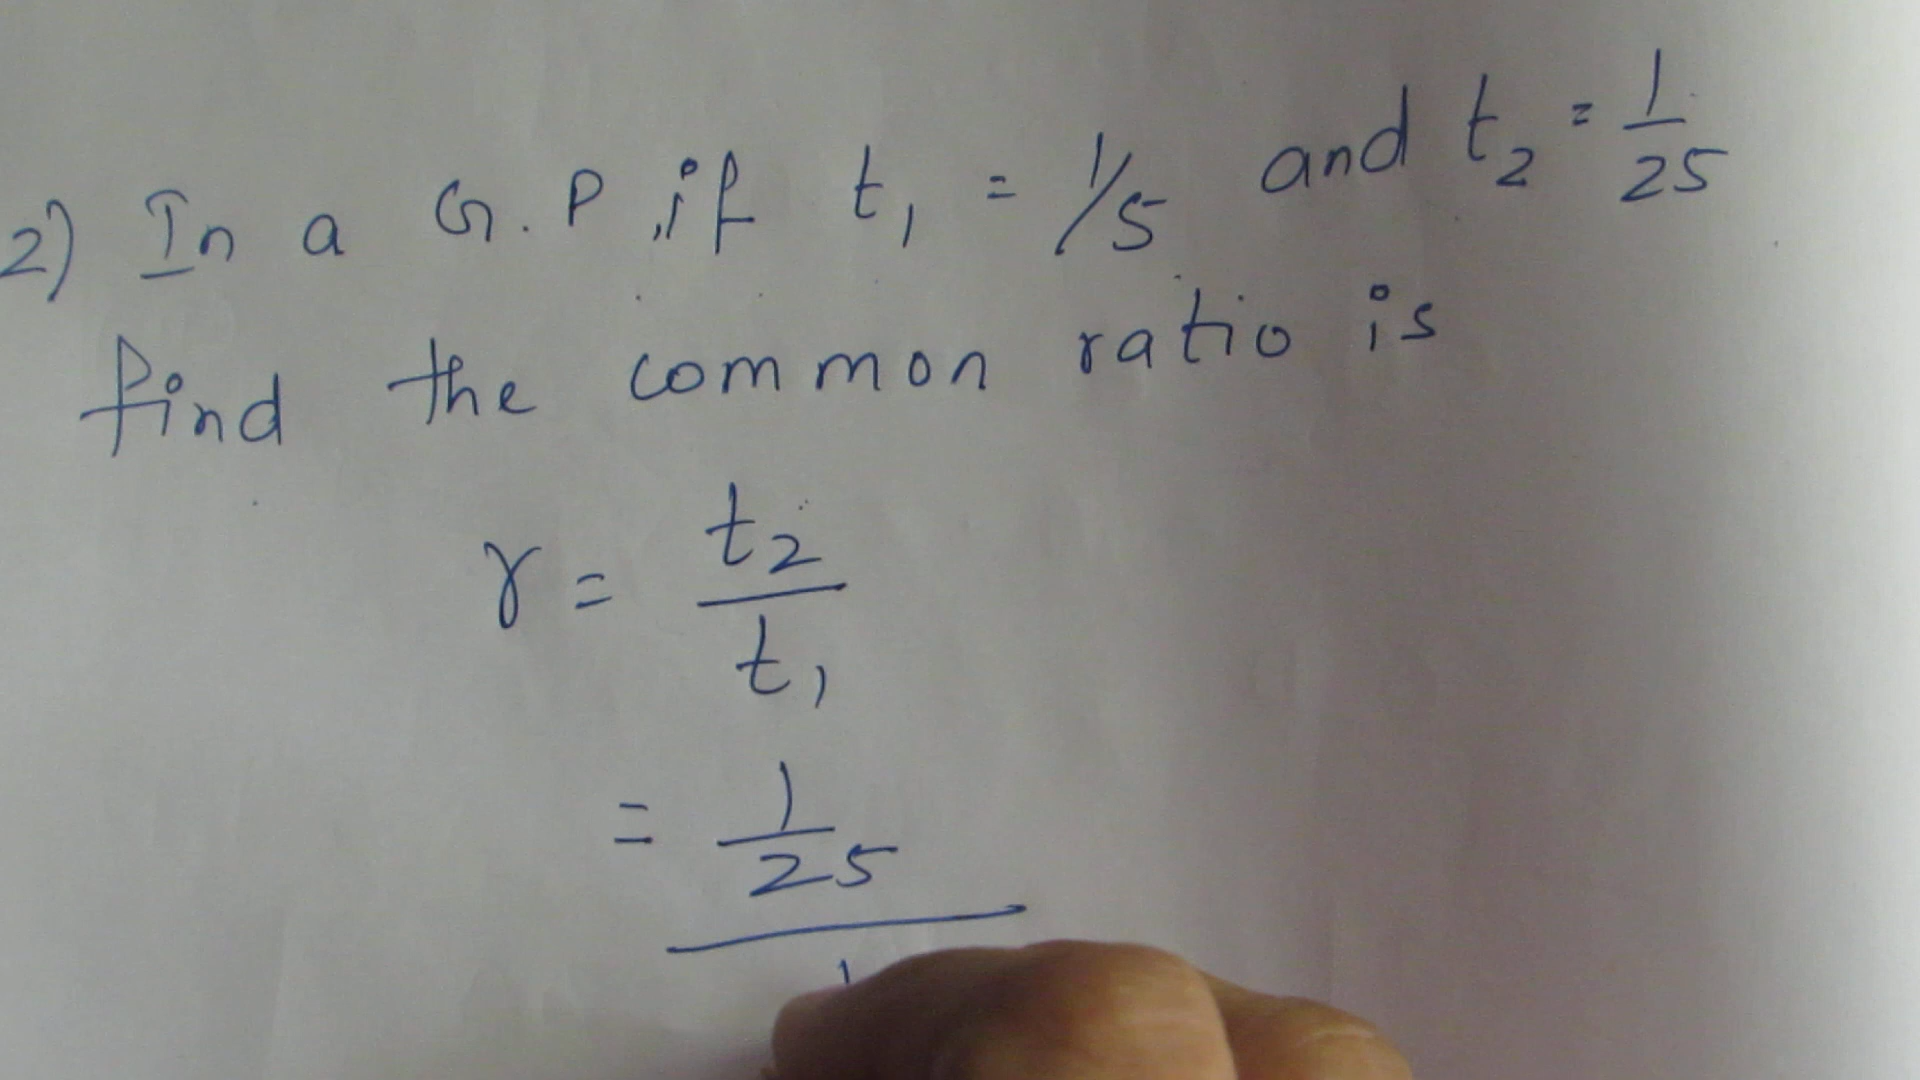 2) In a G.P, if t₁ = 1/5 and t₂ = 1/25
find the common ratio is
r = t₂/t₁
= 1/25
1